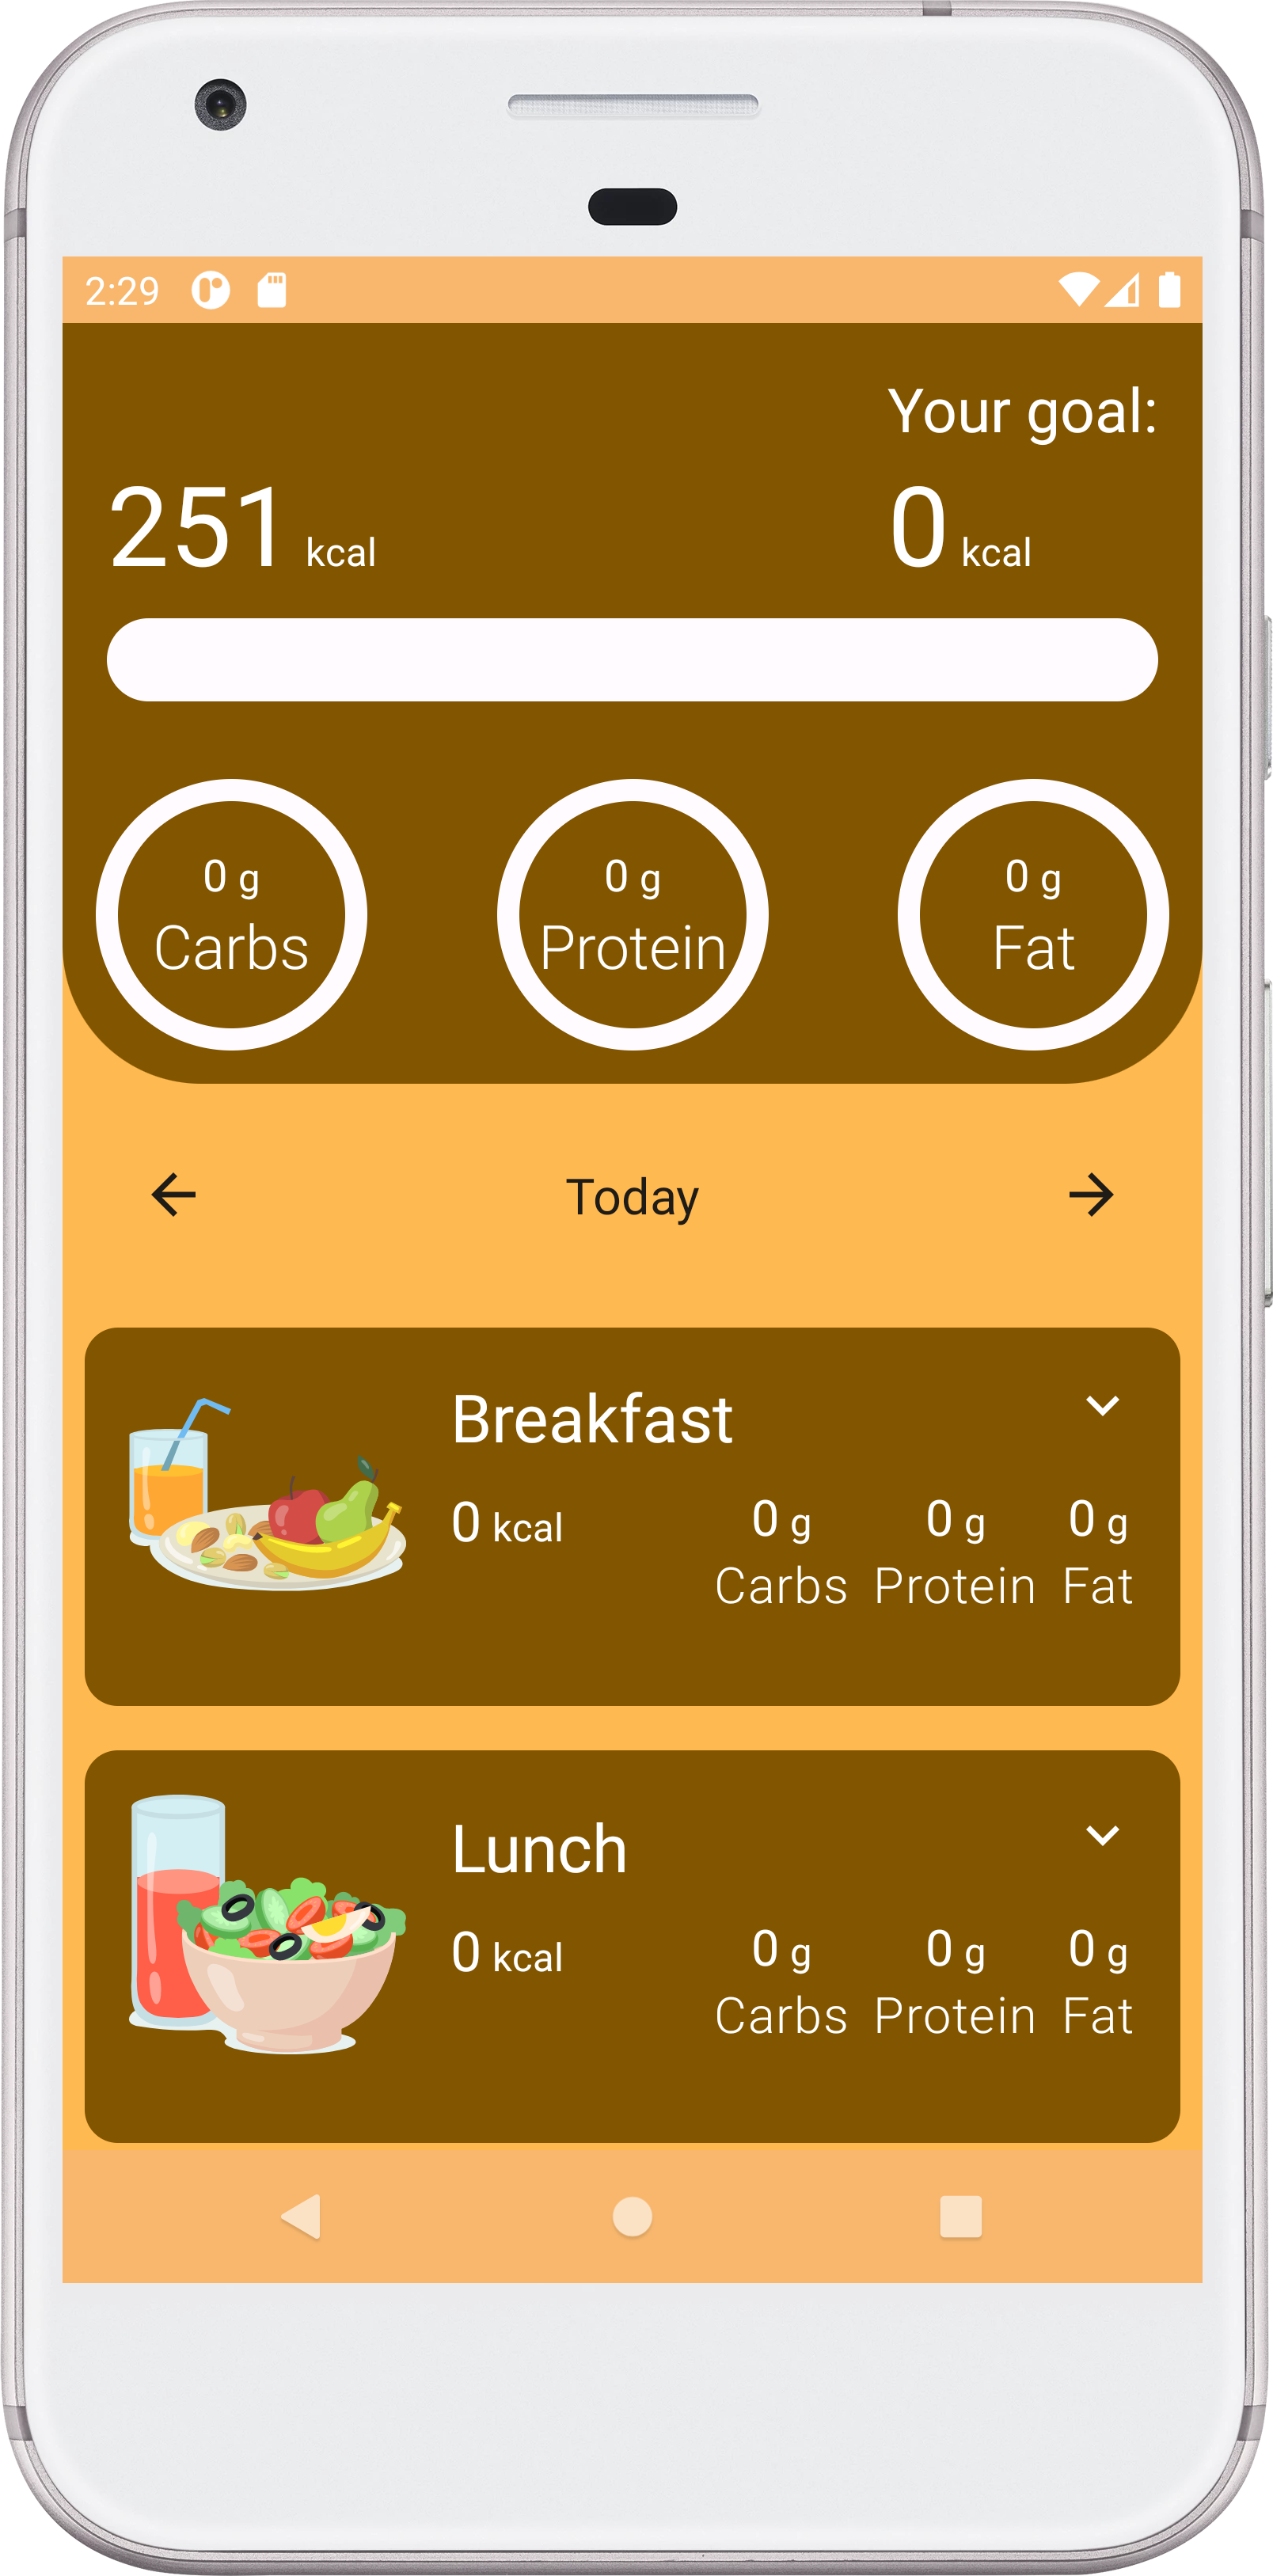 2:29
Your goal:
251 kcal 0 kcal
0 g 0 g 0 g
Carbs Protein Fat
Today
Breakfast
0 kcal 0 g 0 g 0 g
Carbs Protein Fat
Lunch
0 kcal 0 g 0 g 0 g
Carbs Protein Fat